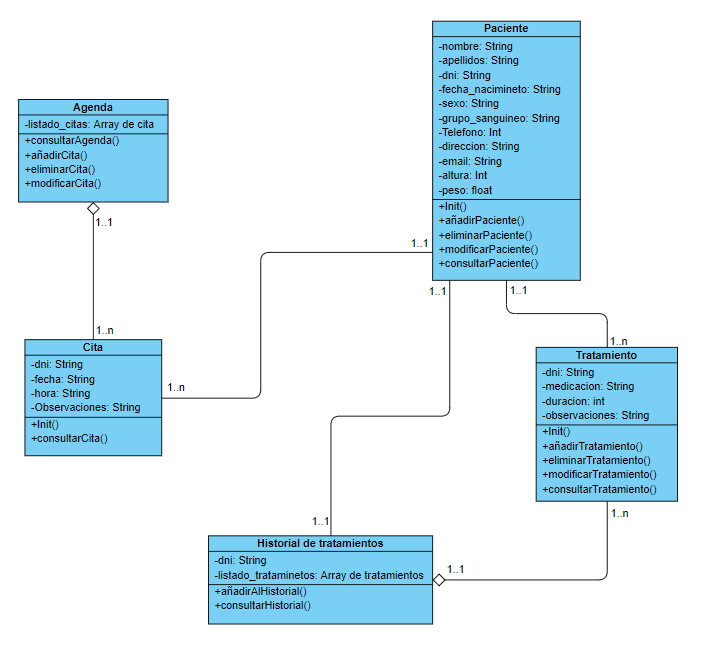 Paciente
-nombre: String
-apellidos: String
-dni: String
-fecha_nacimineto: String
-sexo: String
-grupo_sanguineo: String
-Telefono: Int
-direccion: String
-email: String
-altura: Int
-peso: float
+Init()
+añadirPaciente()
+eliminarPaciente()
+modificarPaciente()
+consultarPaciente()
Agenda
-listado_citas: Array de cita
+consultarAgenda()
+añadirCita()
+eliminarCita()
+modificarCita()
1..1
1..n
1..1
1..n
1..1
1..1
1..1
1..n
Cita
-dni: String
-fecha: String
-hora: String
-Observaciones: String
+Init()
+consultarCita()
Tratamiento
-dni: String
-medicacion: String
-duracion: int
-observaciones: String
+Init()
+añadirTratamiento()
+eliminarTratamiento()
+modificarTratamiento()
+consultarTratamiento()
1..n
1..1
Historial de tratamientos
-dni: String
-listado_trataminetos: Array de tratamientos
+añadirAlHistorial()
+consultarHistorial()